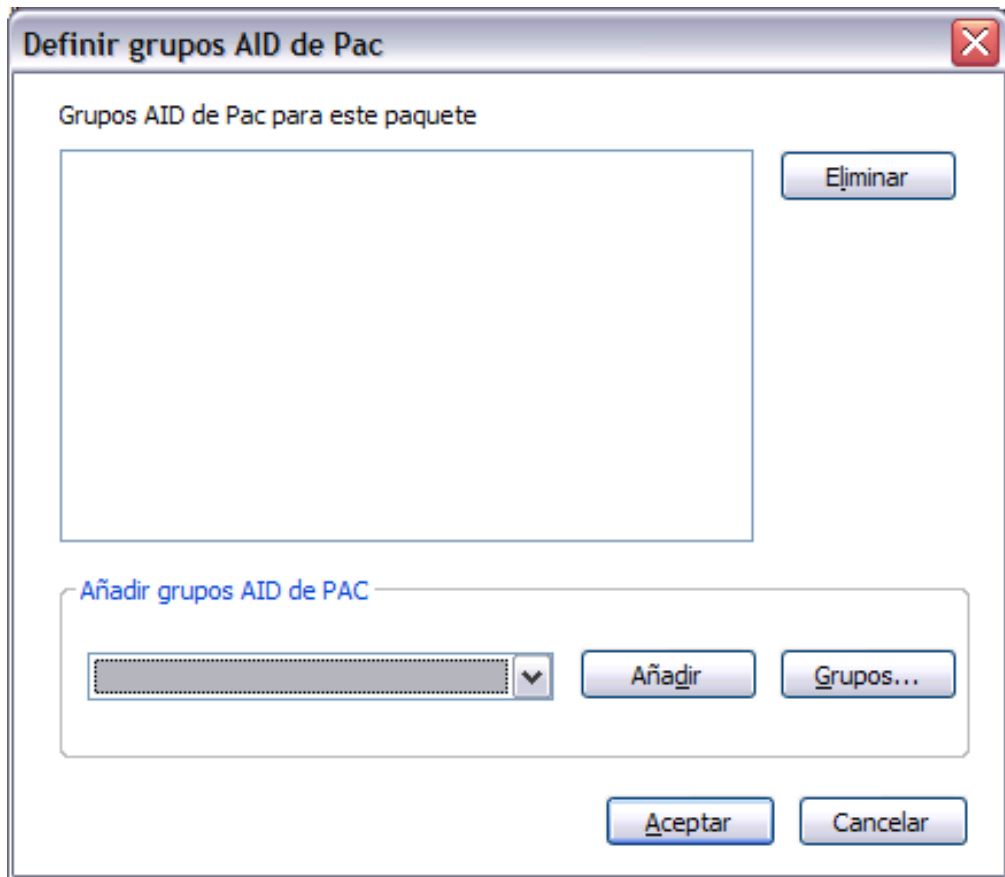 Definir grupos AID de Pac
Grupos AID de Pac para este paquete
Eliminar
Añadir grupos AID de PAC
Añadir
Grupos...
Aceptar
Cancelar